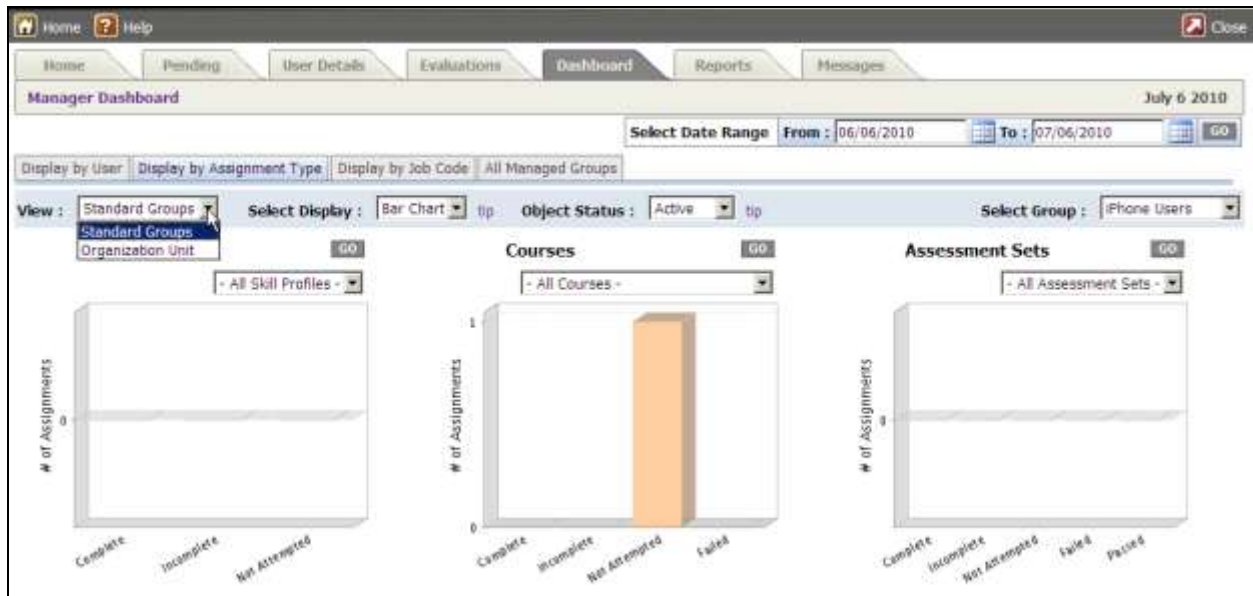 Home Help Close
Home Pending User Details Evaluations Dashboard Reports Messages
Manager Dashboard July 6 2010
Select Date Range From : 06/06/2010 To : 07/06/2010 GO
Display by User Display by Assignment Type Display by Job Code All Managed Groups
View : Standard Groups Select Display : Bar Chart tip Object Status : Active tip Select Group : iPhone Users
Standard Groups
Organization Unit
GO Courses GO Assessment Sets GO
- All Skill Profiles - - All Courses - - All Assessment Sets -
1
# of Assignments # of Assignments # of Assignments
0 0
0
Complete Incomplete Not Attempted Complete Incomplete Not Attempted Failed Complete Incomplete Not Attempted Failed Passed